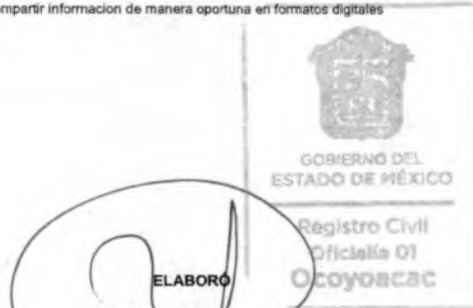 ompartir informacion de manera oportuna en formatos digitales
GOBIERNO DEL
ESTADO DE MÉXICO
Registro Civil
Oficialía 01
Ocoyoacac
ELABORÓ